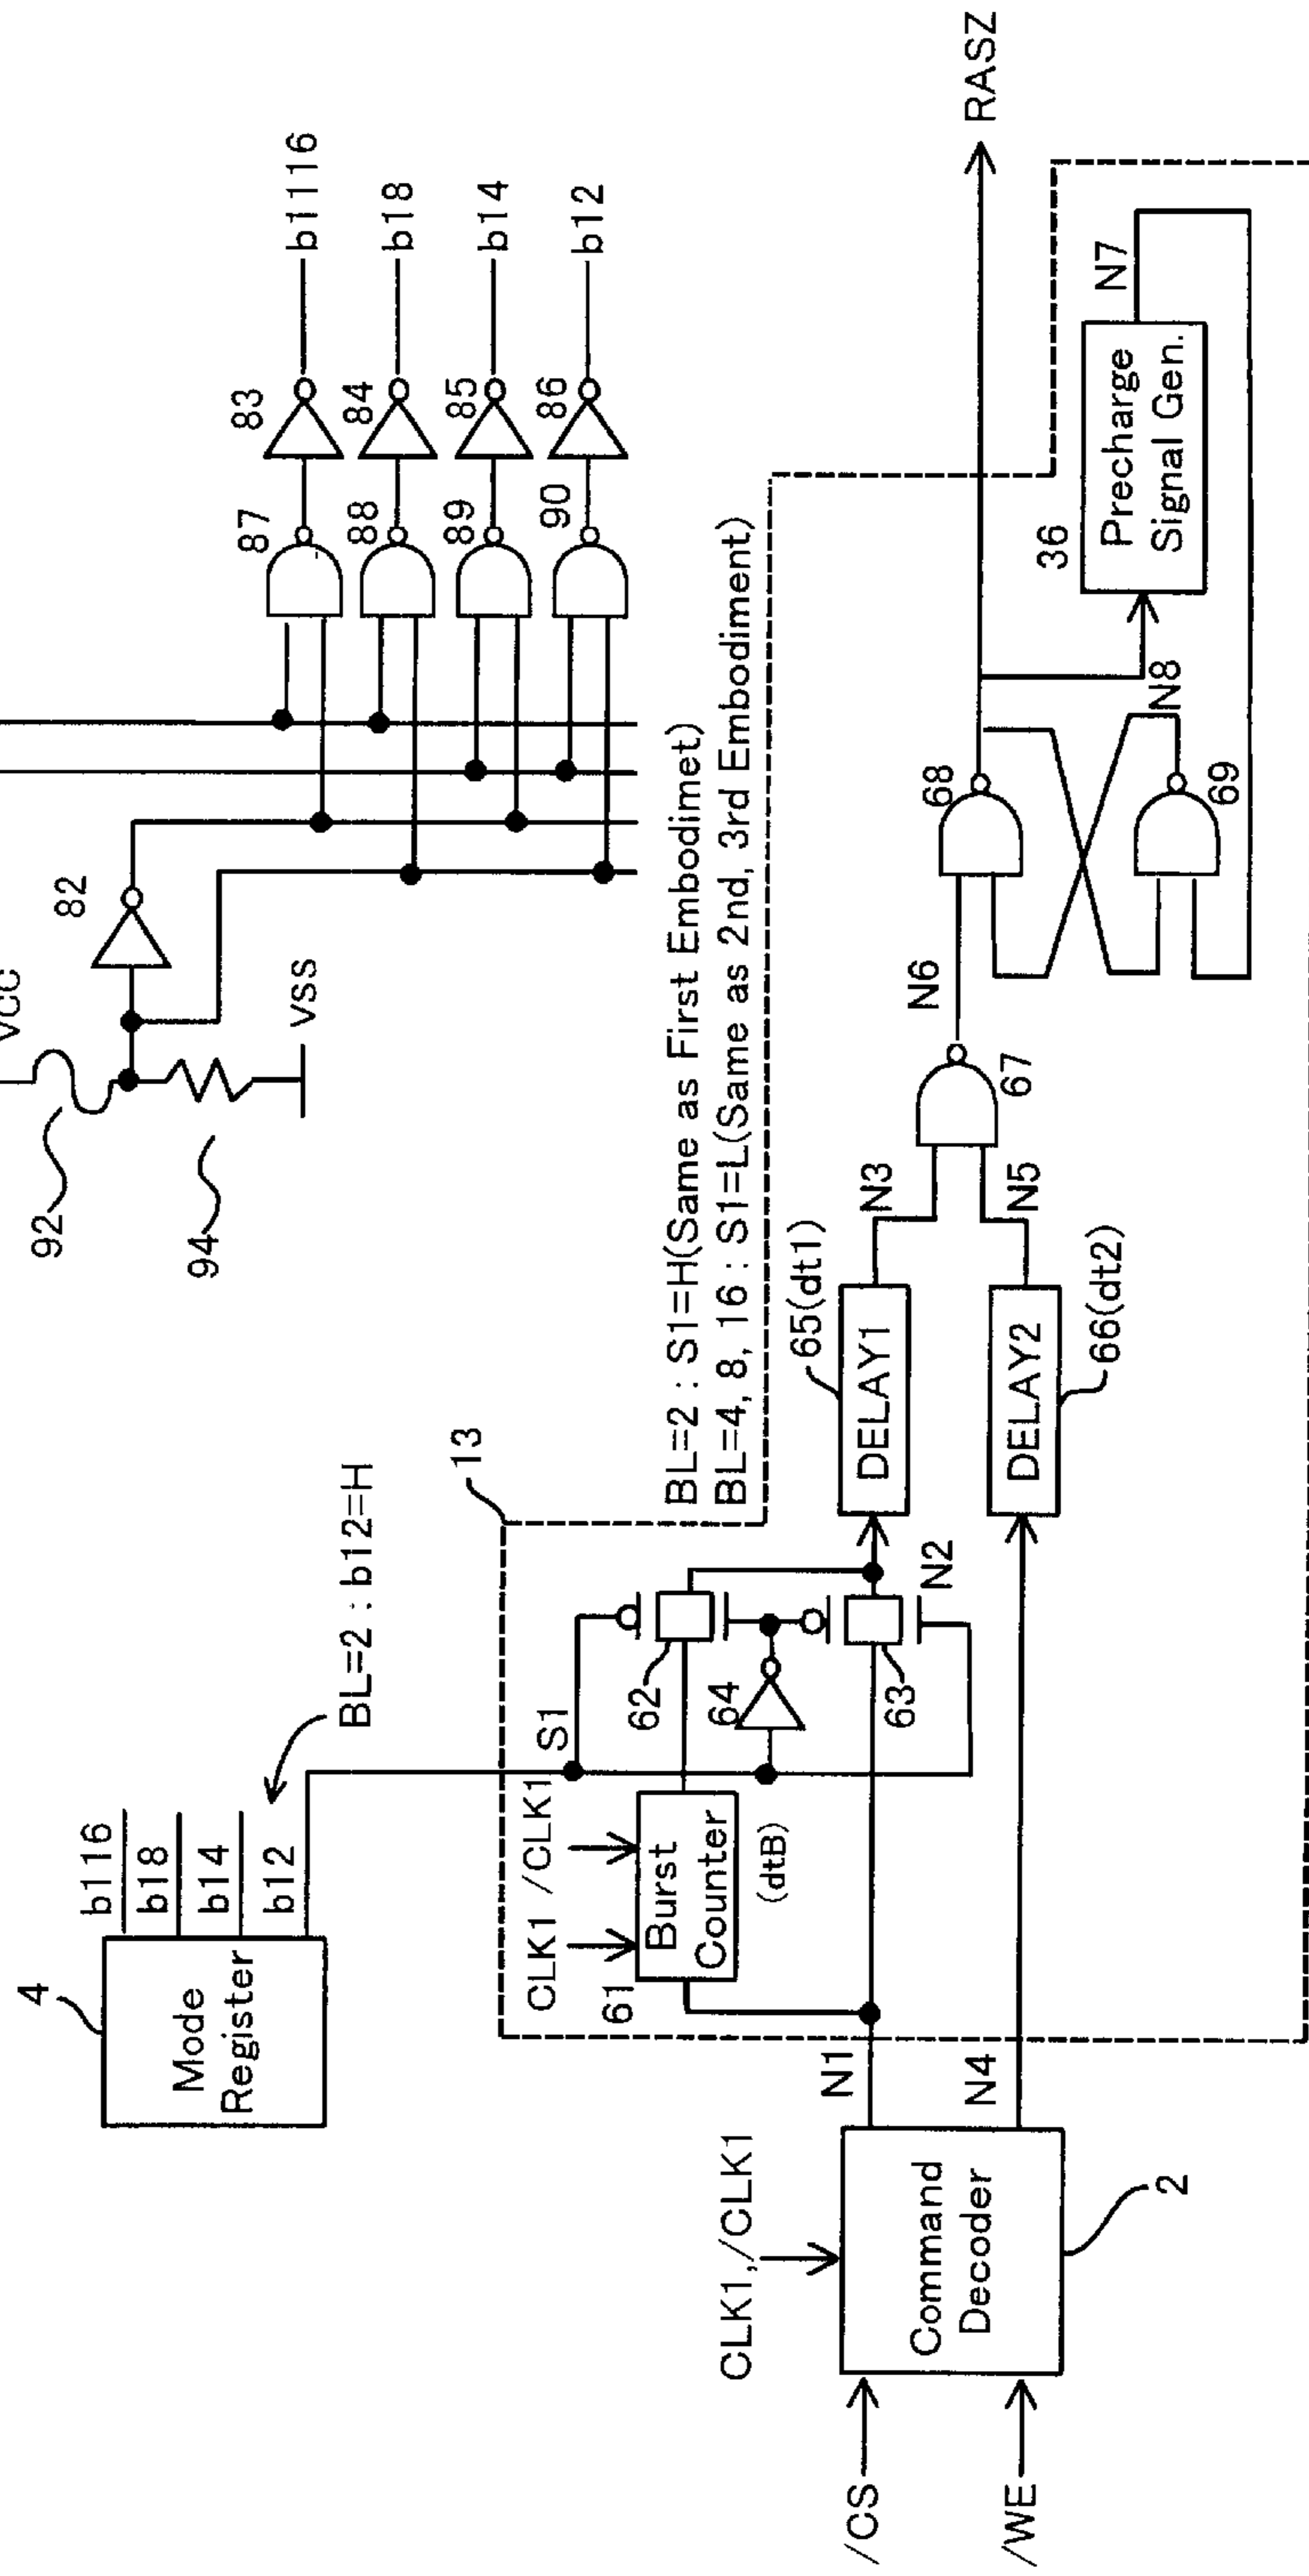 VCC
92
94
VSS
82
87
83
b1116
88
84
b18
89
85
b14
90
86
b12
4
Mode
Register
b116
b18
b14
b12
BL=2 : b12=H
BL=2 : S1=H(Same as First Embodimet)
BL=4, 8, 16 : S1=L(Same as 2nd, 3rd Embodiment)
13
S1
CLK1 /CLK1
61
Burst
Counter
(dtB)
62
64
63
N2
65(dt1)
DELAY1
N3
DELAY2
66(dt2)
N5
67
N6
68
69
N8
36
Precharge
Signal Gen.
N7
RASZ
CLK1,/CLK1
/CS
/WE
Command
Decoder
2
N1
N4